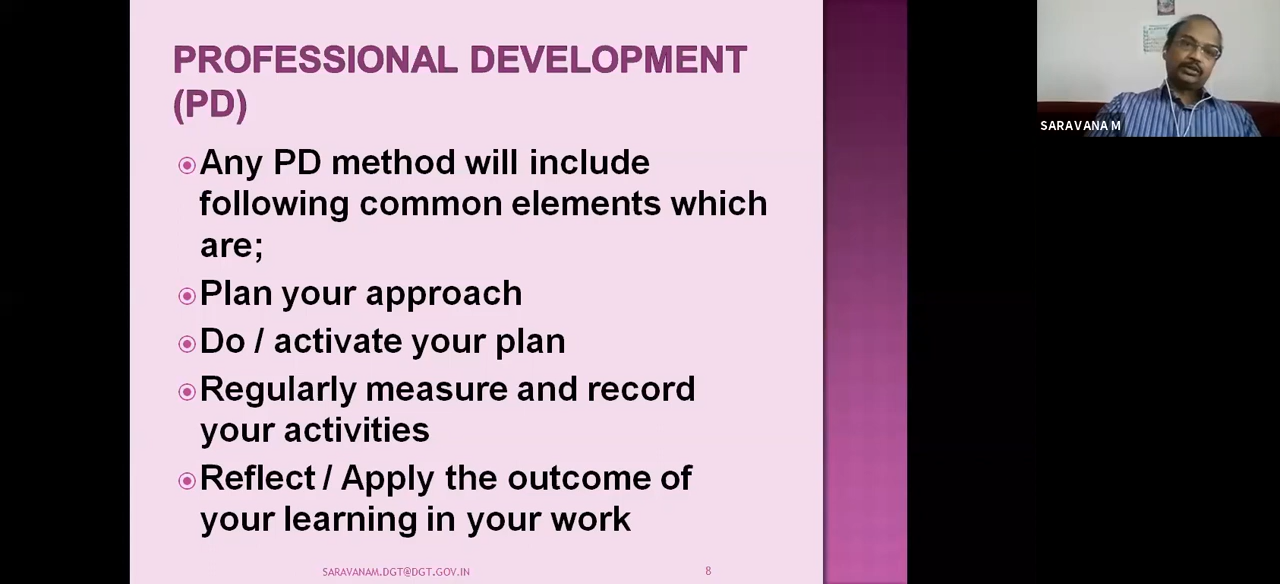 PROFESSIONAL DEVELOPMENT
(PD)
Any PD method will include
following common elements which
are;
Plan your approach
Do / activate your plan
Regularly measure and record
your activities
Reflect / Apply the outcome of
your learning in your work
SARAVANAM.DGT@DGT.GOV.IN
8
SARAVANA M